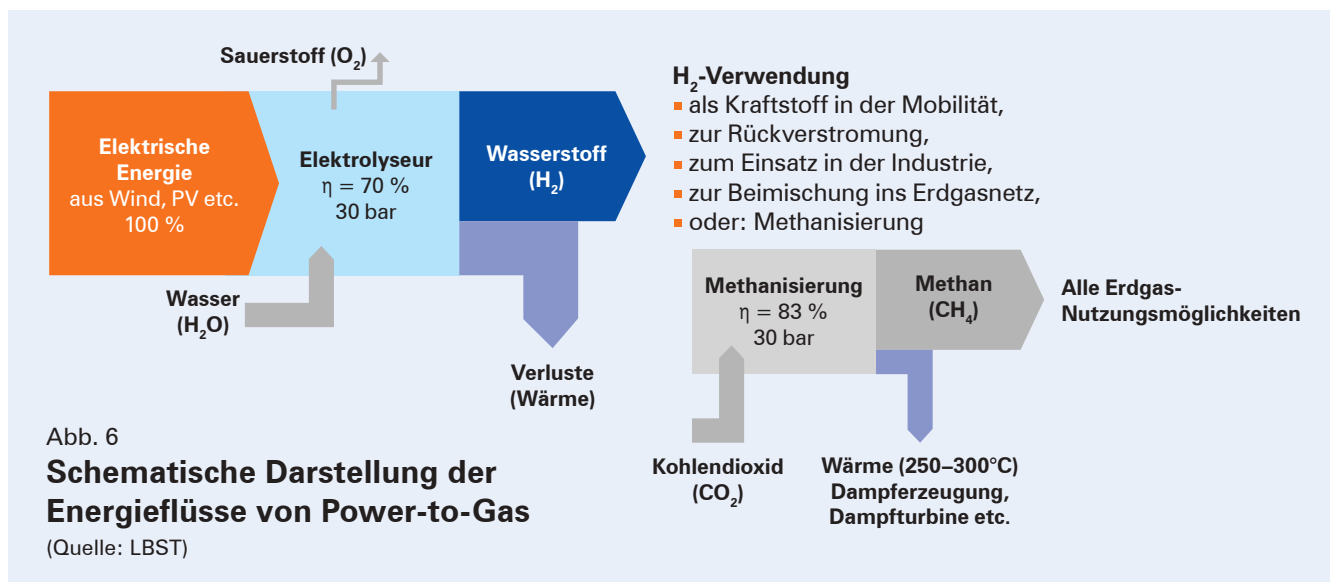 Sauerstoff (O₂)
Elektrische
Energie
aus Wind, PV etc.
100 %
Elektrolyseur
η = 70 %
30 bar
Wasserstoff
(H₂)
Wasser
(H₂O)
Verluste
(Wärme)
H₂-Verwendung
▪ als Kraftstoff in der Mobilität,
▪ zur Rückverstromung,
▪ zum Einsatz in der Industrie,
▪ zur Beimischung ins Erdgasnetz,
▪ oder: Methanisierung
Methanisierung
η = 83 %
30 bar
Methan
(CH₄)
Alle Erdgas-
Nutzungsmöglichkeiten
Kohlendioxid
(CO₂)
Wärme (250–300°C)
Dampferzeugung,
Dampfturbine etc.
Abb. 6
Schematische Darstellung der
Energieflüsse von Power-to-Gas
(Quelle: LBST)